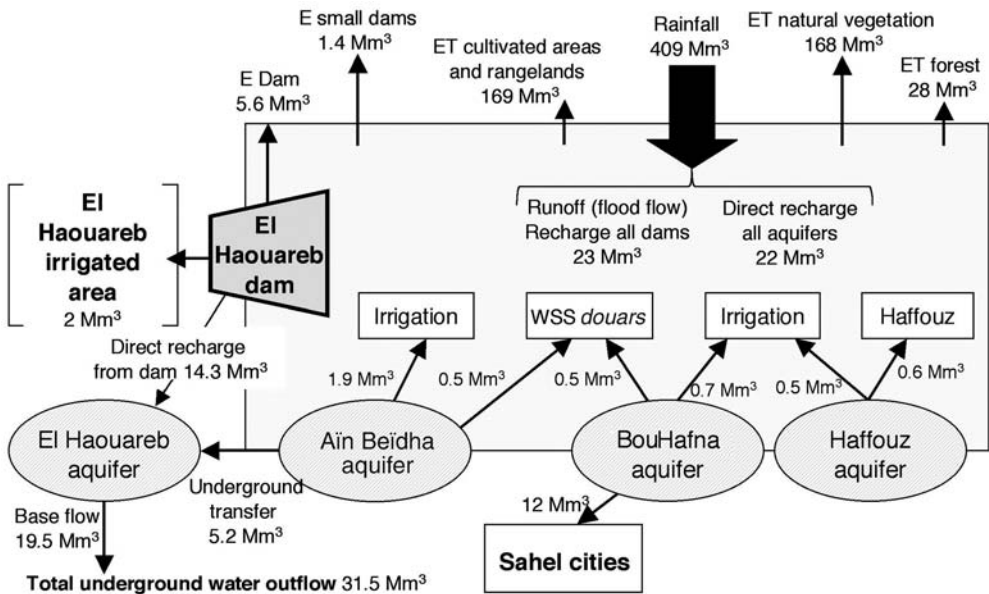 E small dams
1.4 Mm³
E Dam
5.6 Mm³
ET cultivated areas
and rangelands
169 Mm³
Rainfall
409 Mm³
ET natural vegetation
168 Mm³
ET forest
28 Mm³
El
Haouareb
irrigated
area
2 Mm³
El
Haouareb
dam
Runoff (flood flow)
Recharge all dams
23 Mm³
Direct recharge
all aquifers
22 Mm³
Irrigation
WSS douars
Irrigation
Haffouz
Direct recharge
from dam 14.3 Mm³
1.9 Mm³
0.5 Mm³
0.5 Mm³
0.7 Mm³
0.5 Mm³
0.6 Mm³
El Haouareb
aquifer
Aïn Beïdha
aquifer
BouHafna
aquifer
Haffouz
aquifer
Underground
transfer
5.2 Mm³
Base flow
19.5 Mm³
12 Mm³
Sahel cities
Total underground water outflow 31.5 Mm³